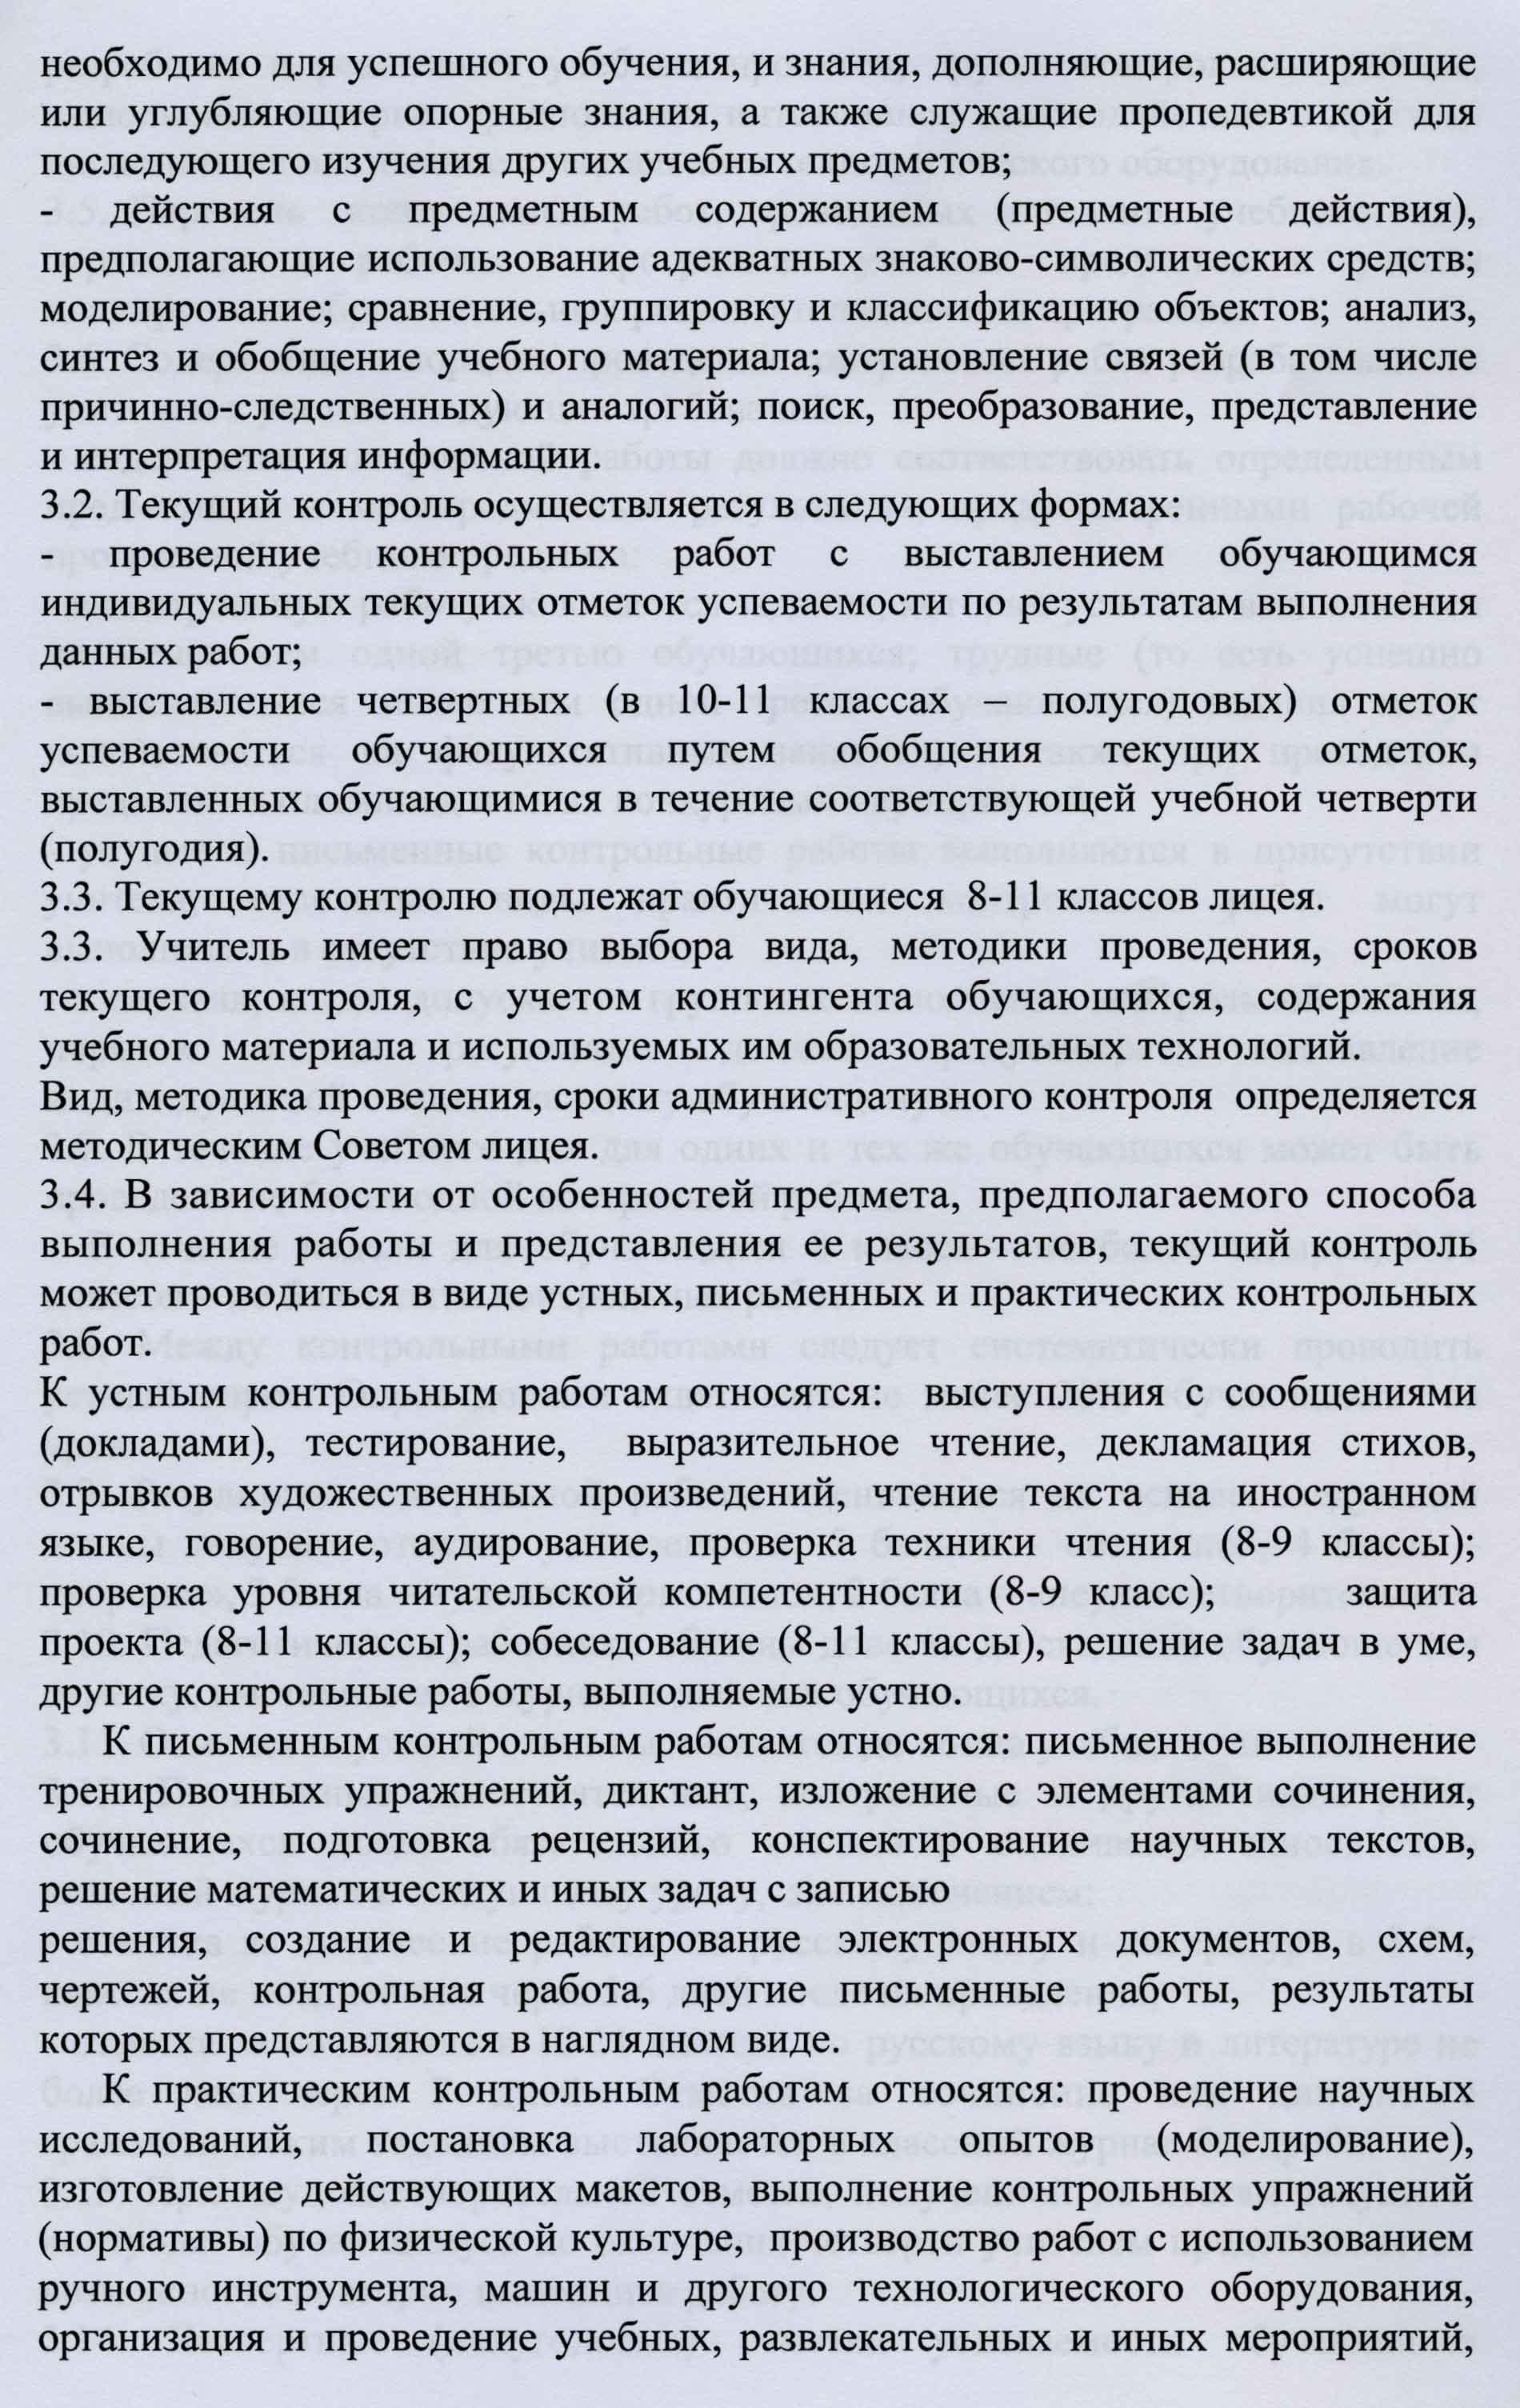 необходимо для успешного обучения, и знания, дополняющие, расширяющие
или углубляющие опорные знания, а также служащие пропедевтикой для
последующего изучения других учебных предметов;
- действия с предметным содержанием (предметные действия),
предполагающие использование адекватных знаково-символических средств;
моделирование; сравнение, группировку и классификацию объектов; анализ,
синтез и обобщение учебного материала; установление связей (в том числе
причинно-следственных) и аналогий; поиск, преобразование, представление
и интерпретация информации.
3.2. Текущий контроль осуществляется в следующих формах:
- проведение контрольных работ с выставлением обучающимся
индивидуальных текущих отметок успеваемости по результатам выполнения
данных работ;
- выставление четвертных (в 10-11 классах – полугодовых) отметок
успеваемости обучающихся путем обобщения текущих отметок,
выставленных обучающимися в течение соответствующей учебной четверти
(полугодия).
3.3. Текущему контролю подлежат обучающиеся 8-11 классов лицея.
3.3. Учитель имеет право выбора вида, методики проведения, сроков
текущего контроля, с учетом контингента обучающихся, содержания
учебного материала и используемых им образовательных технологий.
Вид, методика проведения, сроки административного контроля определяется
методическим Советом лицея.
3.4. В зависимости от особенностей предмета, предполагаемого способа
выполнения работы и представления ее результатов, текущий контроль
может проводиться в виде устных, письменных и практических контрольных
работ.
К устным контрольным работам относятся: выступления с сообщениями
(докладами), тестирование, выразительное чтение, декламация стихов,
отрывков художественных произведений, чтение текста на иностранном
языке, говорение, аудирование, проверка техники чтения (8-9 классы);
проверка уровня читательской компетентности (8-9 класс); защита
проекта (8-11 классы); собеседование (8-11 классы), решение задач в уме,
другие контрольные работы, выполняемые устно.
К письменным контрольным работам относятся: письменное выполнение
тренировочных упражнений, диктант, изложение с элементами сочинения,
сочинение, подготовка рецензий, конспектирование научных текстов,
решение математических и иных задач с записью
решения, создание и редактирование электронных документов, схем,
чертежей, контрольная работа, другие письменные работы, результаты
которых представляются в наглядном виде.
К практическим контрольным работам относятся: проведение научных
исследований, постановка лабораторных опытов (моделирование),
изготовление действующих макетов, выполнение контрольных упражнений
(нормативы) по физической культуре, производство работ с использованием
ручного инструмента, машин и другого технологического оборудования,
организация и проведение учебных, развлекательных и иных мероприятий,